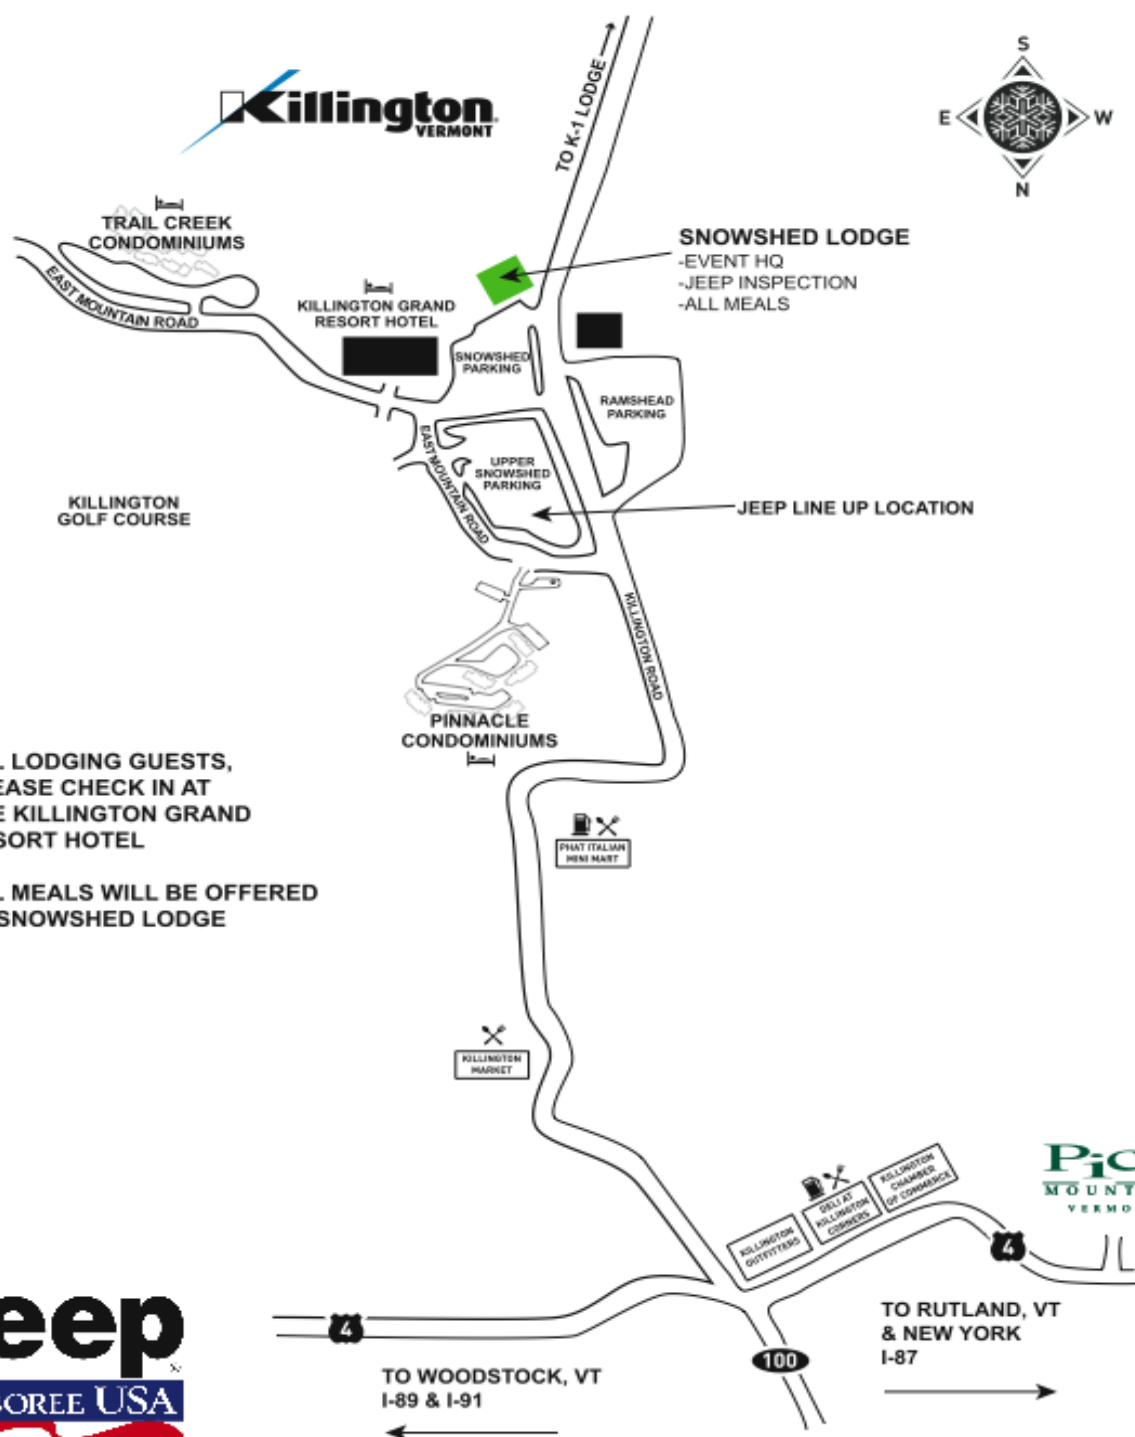 Killington
VERMONT
TO K-1 LODGE
S
E
W
N
TRAIL CREEK
CONDOMINIUMS
EAST MOUNTAIN ROAD
KILLINGTON GRAND
RESORT HOTEL
SNOWSHED LODGE
-EVENT HQ
-JEEP INSPECTION
-ALL MEALS
SNOWSHED
PARKING
RAMSHEAD
PARKING
EAST MOUNTAIN ROAD
UPPER
SNOWSHED
PARKING
KILLINGTON
GOLF COURSE
JEEP LINE UP LOCATION
KILLINGTON ROAD
PINNACLE
CONDOMINIUMS
L LODGING GUESTS,
EASE CHECK IN AT
E KILLINGTON GRAND
SORT HOTEL
L MEALS WILL BE OFFERED
SNOWSHED LODGE
PHAT ITALIAN
MINI MART
KILLINGTON
MARKET
KILLINGTON
OUTFITTERS
DELI AT
KILLINGTON
CORNERS
KILLINGTON
CHAMBER
OF COMMERCE
PiC
MOUNT
VERMO
4
4
100
TO RUTLAND, VT
& NEW YORK
I-87
TO WOODSTOCK, VT
I-89 & I-91
eep
BOREE USA